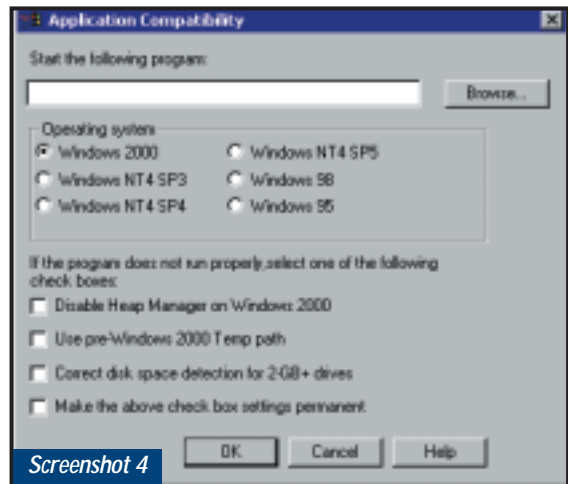 Application Compatibility
Start the following program:
Browse...
Operating system
Windows 2000
Windows NT4 SP5
Windows NT4 SP3
Windows 98
Windows NT4 SP4
Windows 95
If the program does not run properly,select one of the following
check boxes:
Disable Heap Manager on Windows 2000
Use pre-Windows 2000 Temp path
Correct disk space detection for 2-GB+ drives
Make the above check box settings permanent
OK
Cancel
Help
Screenshot 4